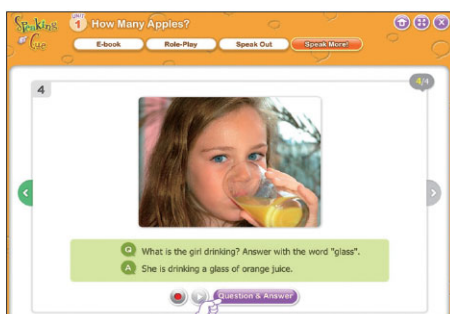 Speaking Cue
UNIT 1 How Many Apples?
E-book Role-Play Speak Out Speak More!
4
4/4
Q What is the girl drinking? Answer with the word "glass".
A She is drinking a glass of orange juice.
Question & Answer